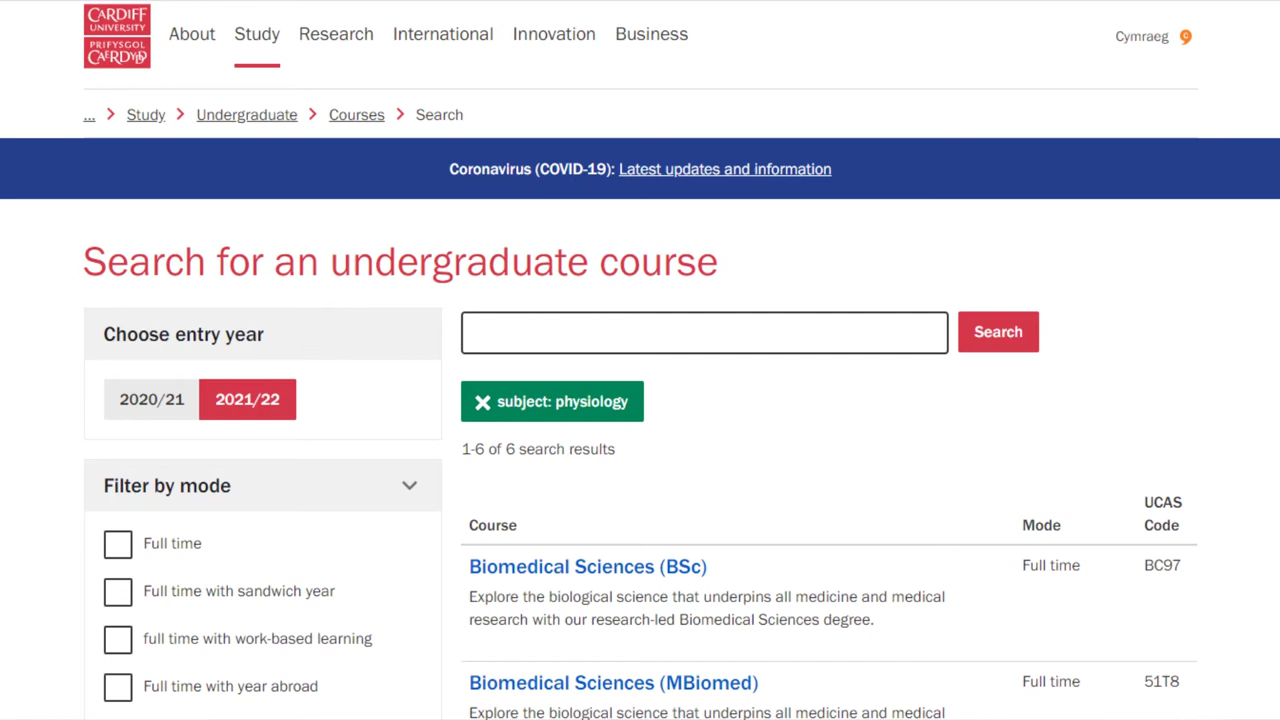 CARDIFF
UNIVERSITY
PRIFYSGOL
CAERDYDD
About Study Research International Innovation Business
Cymraeg
... Study Undergraduate Courses Search
Coronavirus (COVID-19): Latest updates and information
Search for an undergraduate course
Choose entry year
2020/21 2021/22
Filter by mode
Full time
Full time with sandwich year
full time with work-based learning
Full time with year abroad
Search
subject: physiology
1-6 of 6 search results
Course Mode UCAS Code
Biomedical Sciences (BSc) Full time BC97
Explore the biological science that underpins all medicine and medical
research with our research-led Biomedical Sciences degree.
Biomedical Sciences (MBiomed) Full time 51T8
Explore the biological science that underpins all medicine and medical